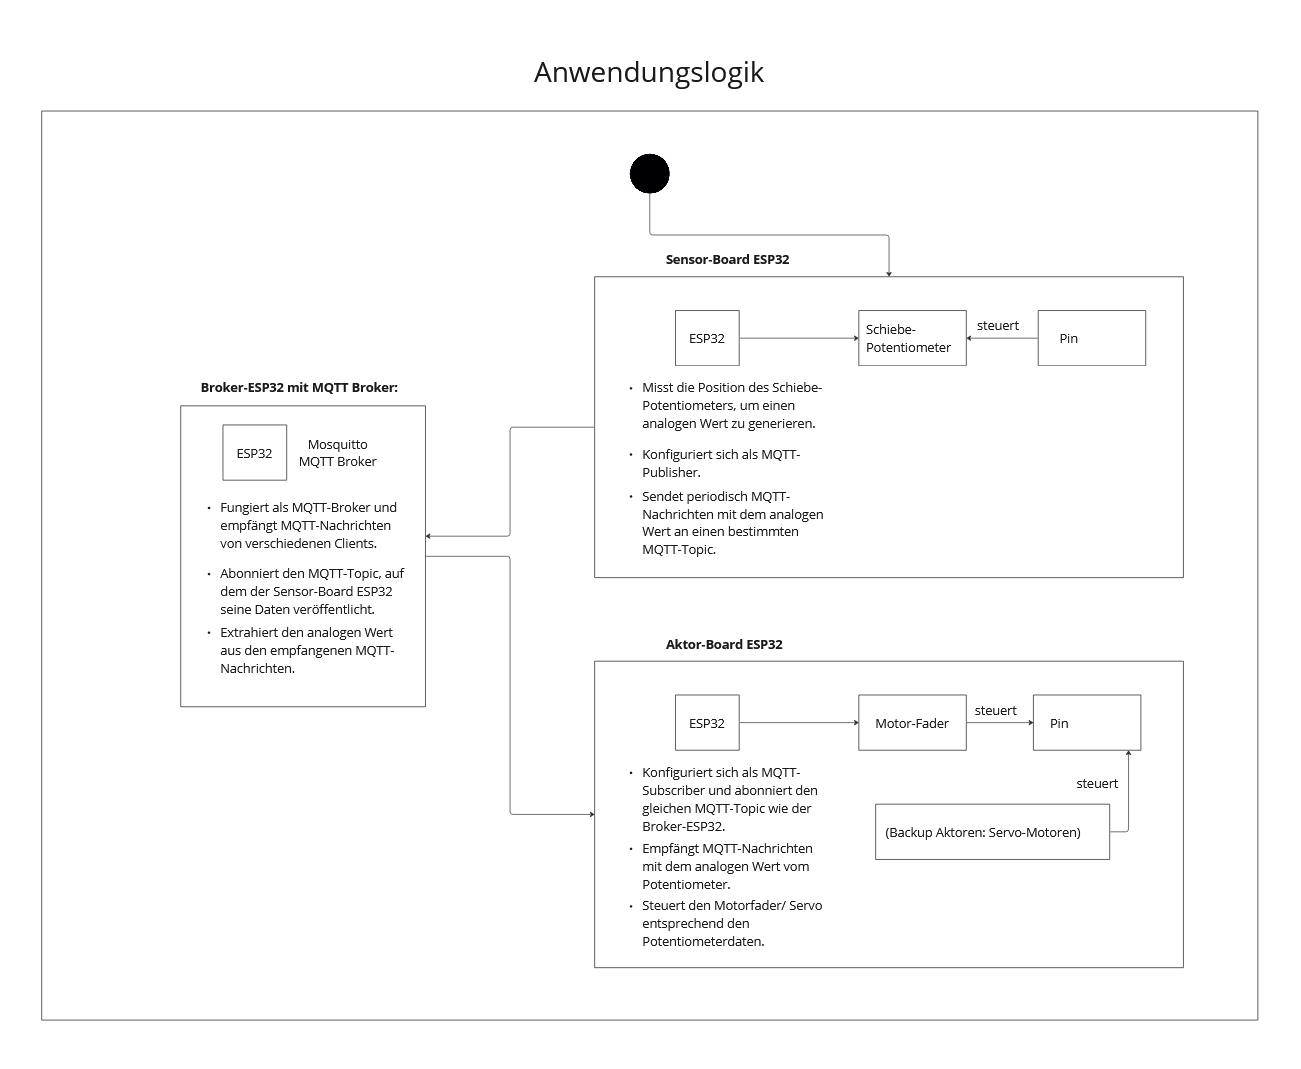 Anwendungslogik
Sensor-Board ESP32
ESP32
Schiebe-
Potentiometer
steuert
Pin
• Misst die Position des Schiebe-
Potentiometers, um einen
analogen Wert zu generieren.
• Konfiguriert sich als MQTT-
Publisher.
• Sendet periodisch MQTT-
Nachrichten mit dem analogen
Wert an einen bestimmten
MQTT-Topic.
Broker-ESP32 mit MQTT Broker:
ESP32
Mosquitto
MQTT Broker
• Fungiert als MQTT-Broker und
empfängt MQTT-Nachrichten
von verschiedenen Clients.
• Abonniert den MQTT-Topic, auf
dem der Sensor-Board ESP32
seine Daten veröffentlicht.
• Extrahiert den analogen Wert
aus den empfangenen MQTT-
Nachrichten.
Aktor-Board ESP32
ESP32
Motor-Fader
steuert
Pin
steuert
(Backup Aktoren: Servo-Motoren)
• Konfiguriert sich als MQTT-
Subscriber und abonniert den
gleichen MQTT-Topic wie der
Broker-ESP32.
• Empfängt MQTT-Nachrichten
mit dem analogen Wert vom
Potentiometer.
• Steuert den Motorfader/ Servo
entsprechend den
Potentiometerdaten.